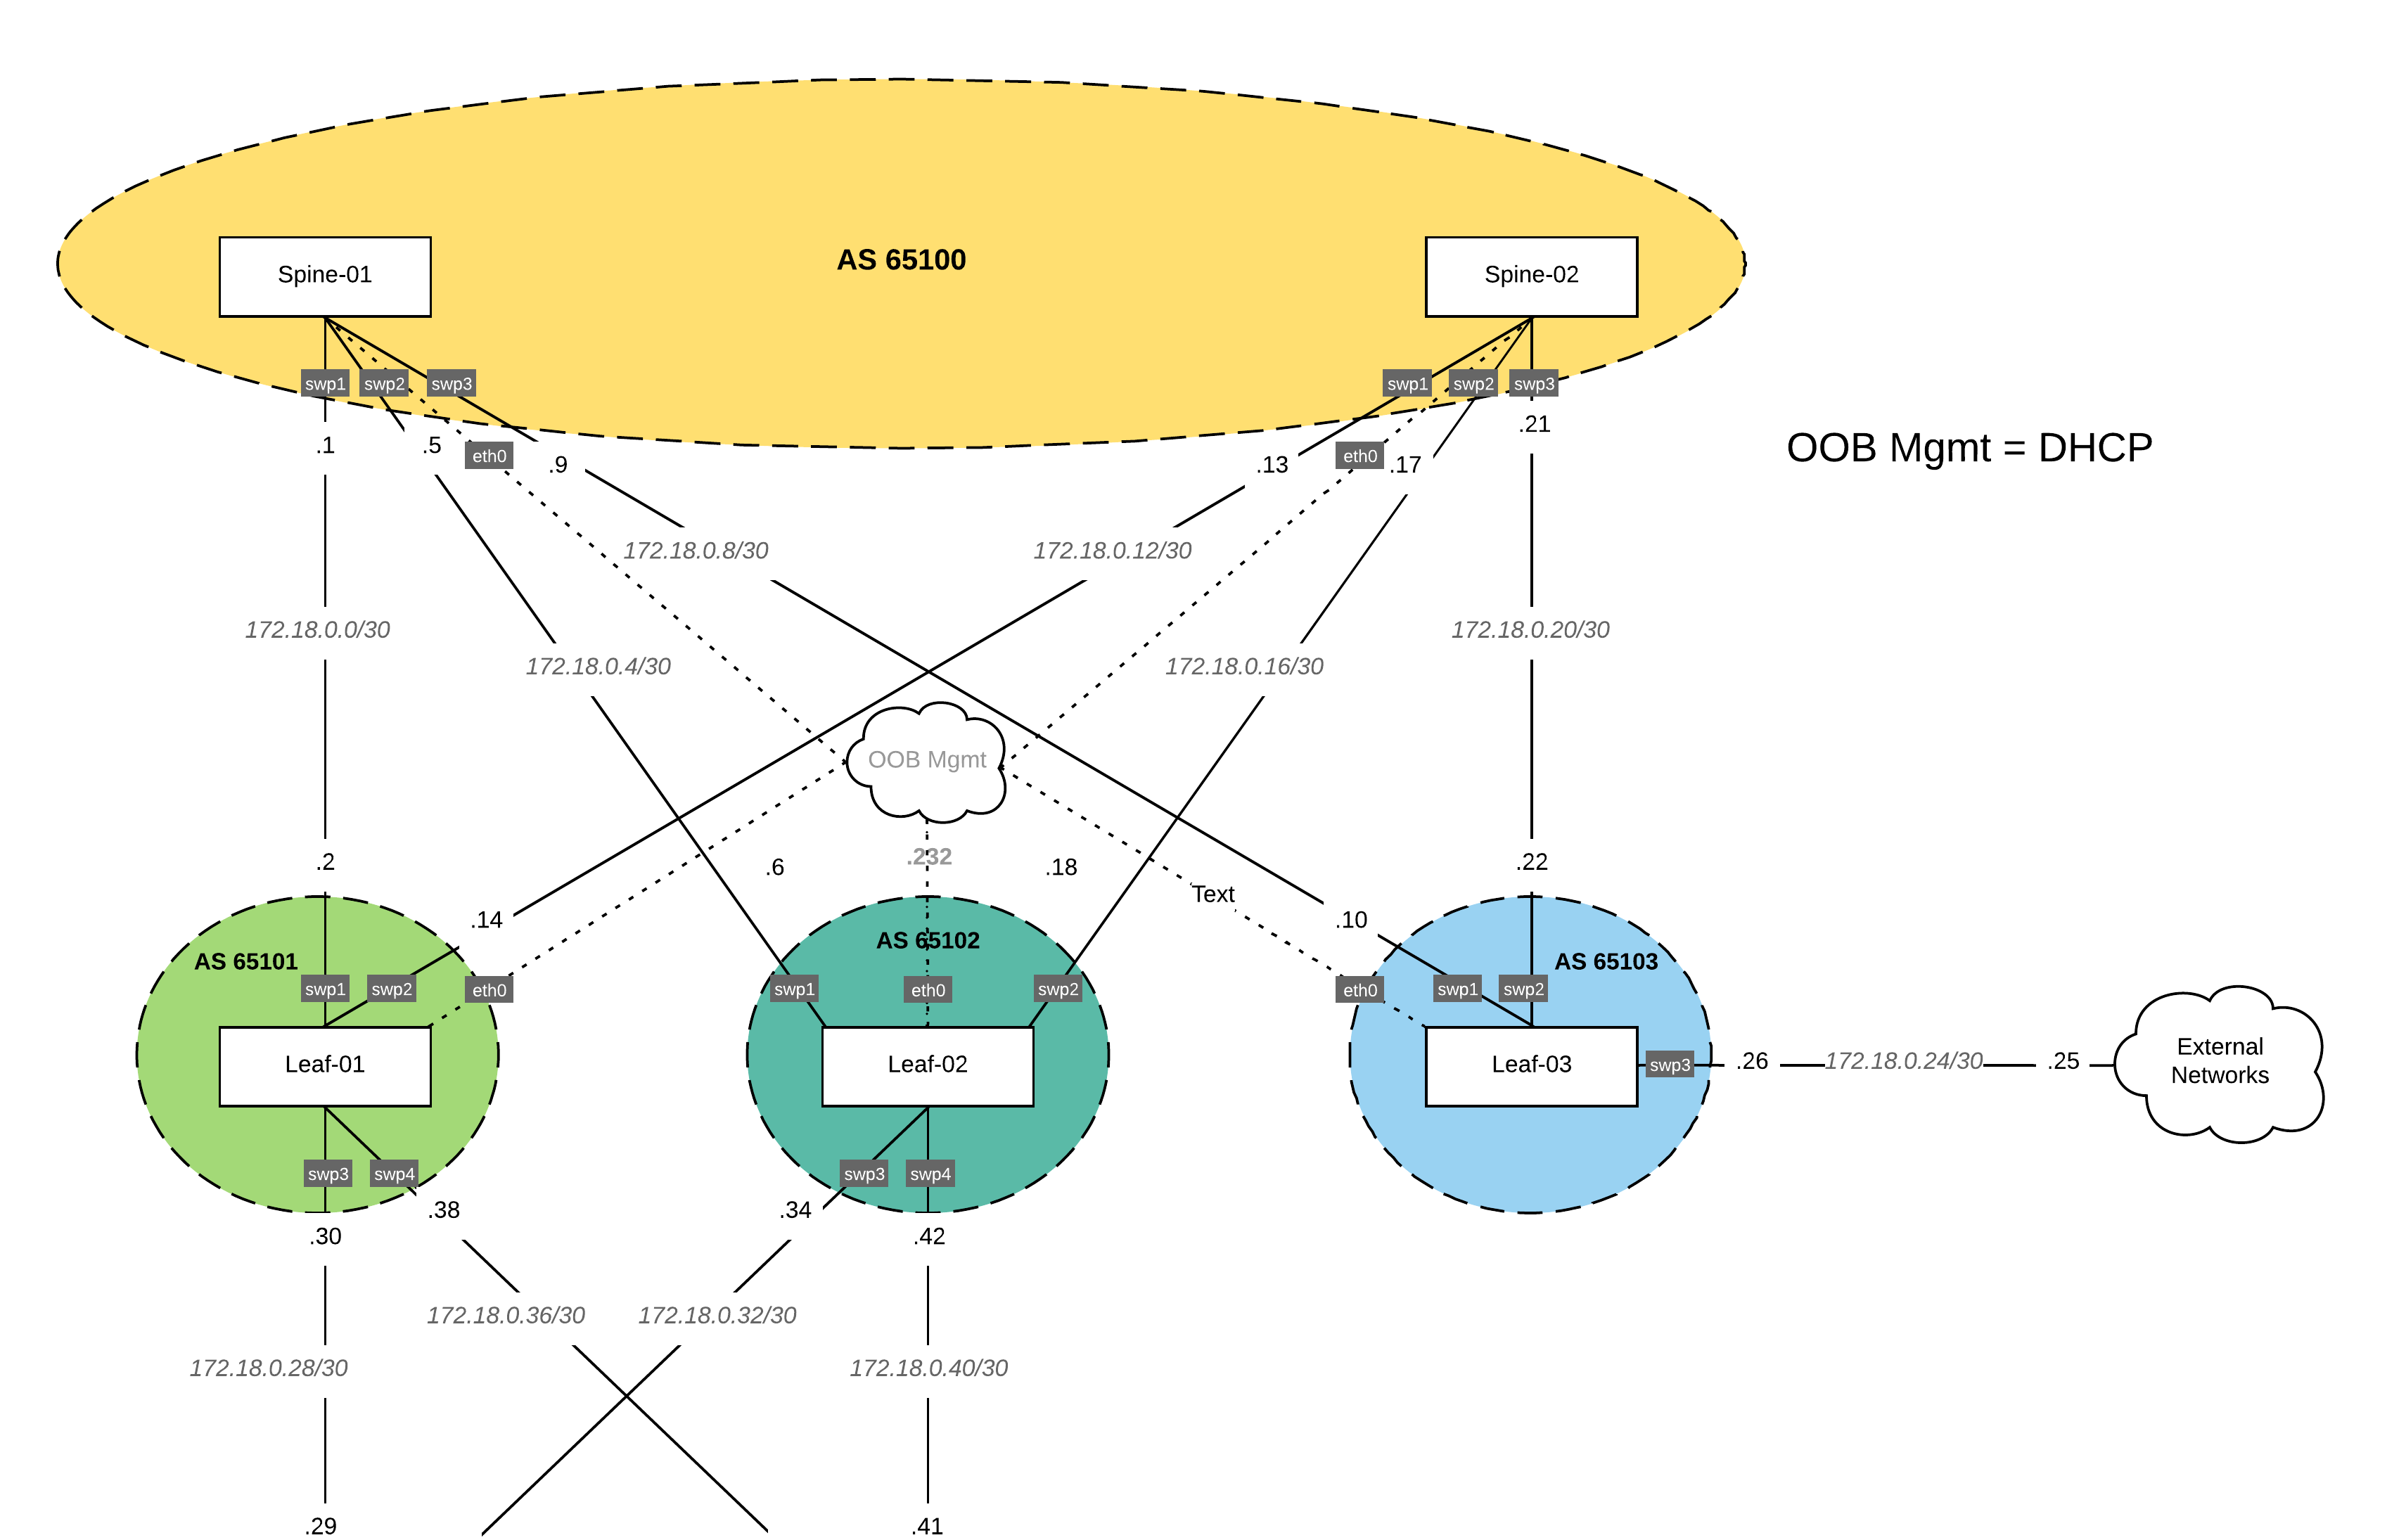 AS 65100
Spine-01
Spine-02
swp1
swp2
swp3
swp1
swp2
swp3
.1
.5
eth0
.9
.13
eth0
.17
.21
OOB Mgmt = DHCP
172.18.0.8/30
172.18.0.12/30
172.18.0.0/30
172.18.0.20/30
172.18.0.4/30
172.18.0.16/30
OOB Mgmt
.2
.6
.232
.18
.22
Text
.14
.10
AS 65101
AS 65102
AS 65103
swp1
swp2
eth0
swp1
eth0
swp2
eth0
swp1
swp2
Leaf-01
Leaf-02
Leaf-03
swp3
.26
172.18.0.24/30
.25
External
Networks
swp3
swp4
swp3
swp4
.38
.34
.30
.42
172.18.0.36/30
172.18.0.32/30
172.18.0.28/30
172.18.0.40/30
.29
.41